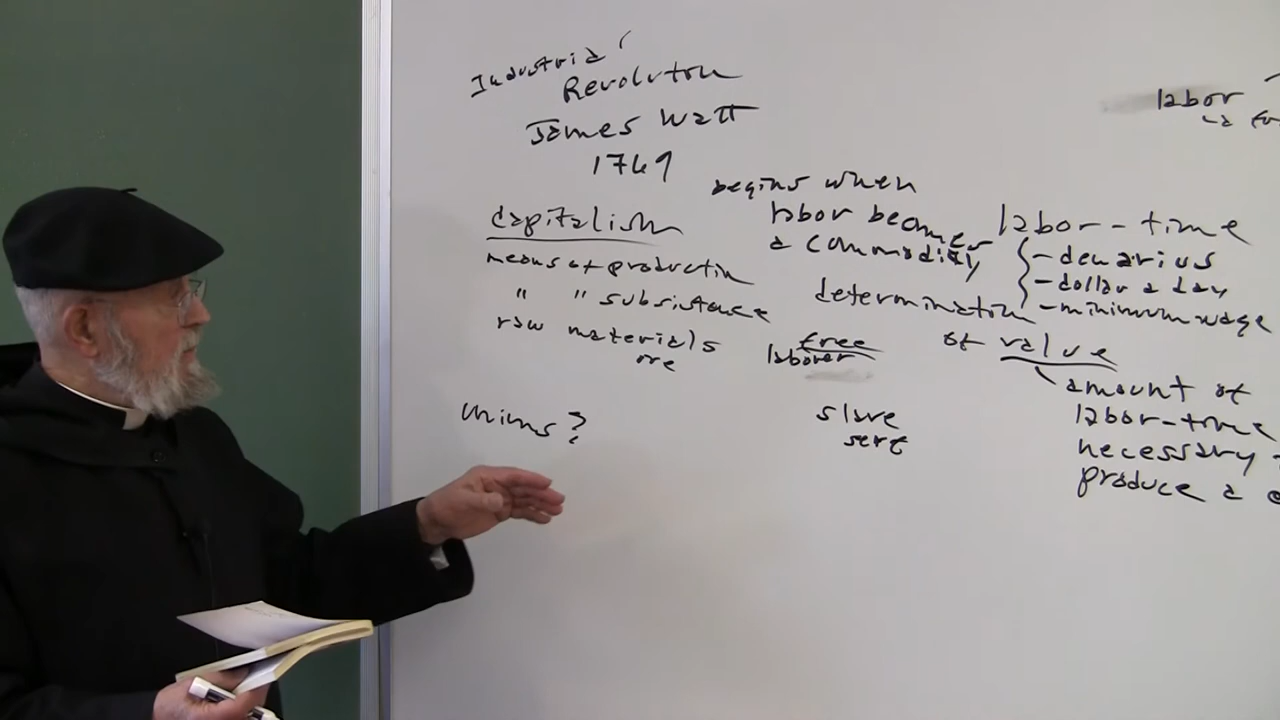 Industrial
Revolution
James Watt
1769
capitalism
means of production
" " subsistance
raw materials
ore
unions?
begins when
labor becomes
a commodity
determination
of value
free
laborer
slave
serf
labor-time
- denarius
- dollar a day
- minimum wage
amount of
labor-time
necessary
produce a
labor